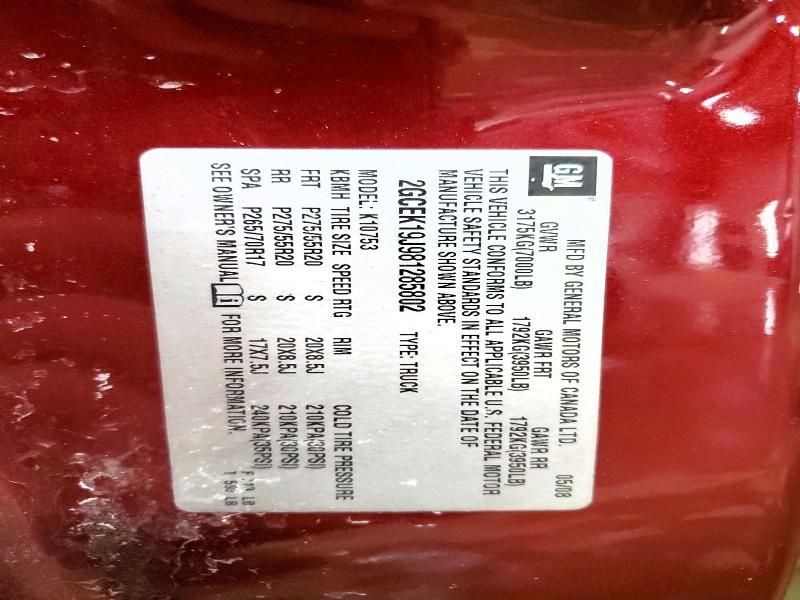 GM
MFD BY GENERAL MOTORS OF CANADA LTD. 05/08
GVWR GAWR FRT GAWR RR
3175KG(7000LB) 1792KG(3950LB) 1792KG(3950LB)
THIS VEHICLE CONFORMS TO ALL APPLICABLE U.S. FEDERAL MOTOR
VEHICLE SAFETY STANDARDS IN EFFECT ON THE DATE OF
MANUFACTURE SHOWN ABOVE.
2GCEK19J981285802 TYPE: TRUCK
MODEL: K10753
KBMH TIRE SIZE SPEED RTG RIM COLD TIRE PRESSURE
FRT P275/55R20 S 20X8.5J 210KPA(30PSI)
RR P275/55R20 S 20X8.5J 210KPA(30PSI)
SPA P265/70R17 S 17X7.5J 240KPA(35PSI)
SEE OWNER'S MANUAL FOR MORE INFORMATION.